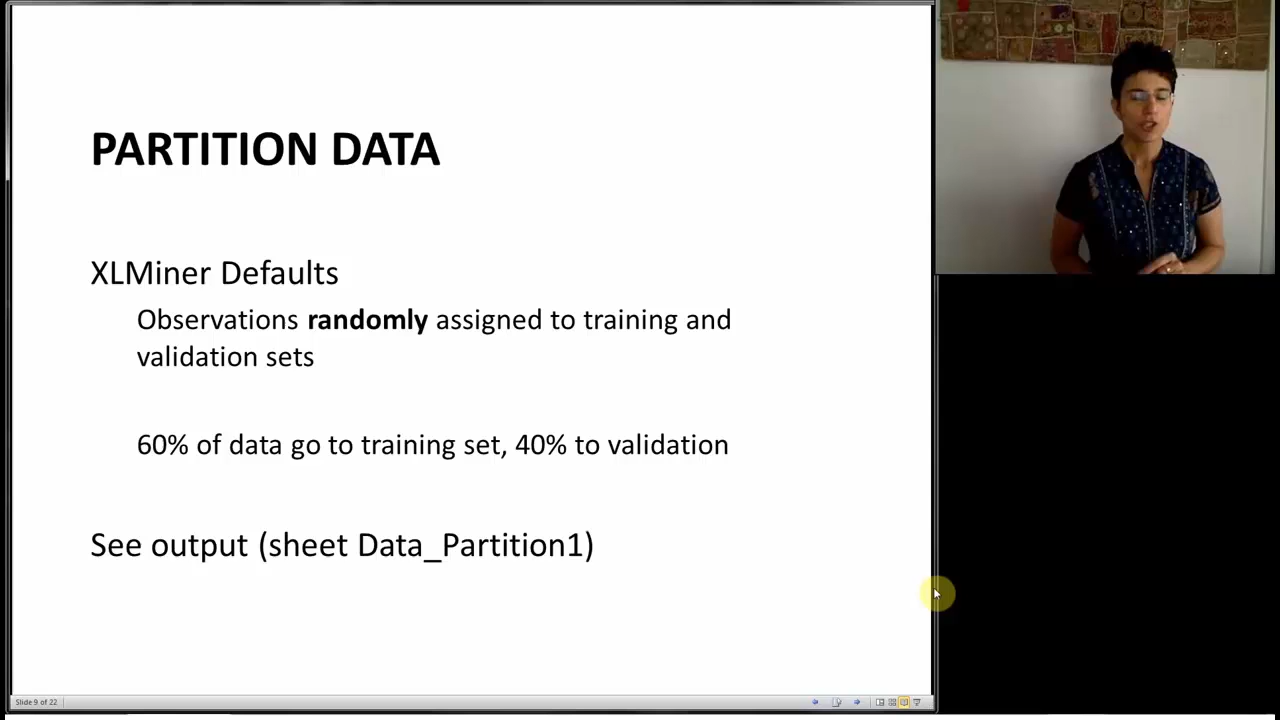 PARTITION DATA
XLMiner Defaults
Observations randomly assigned to training and
validation sets
60% of data go to training set, 40% to validation
See output (sheet Data_Partition1)
Slide 9 of 22